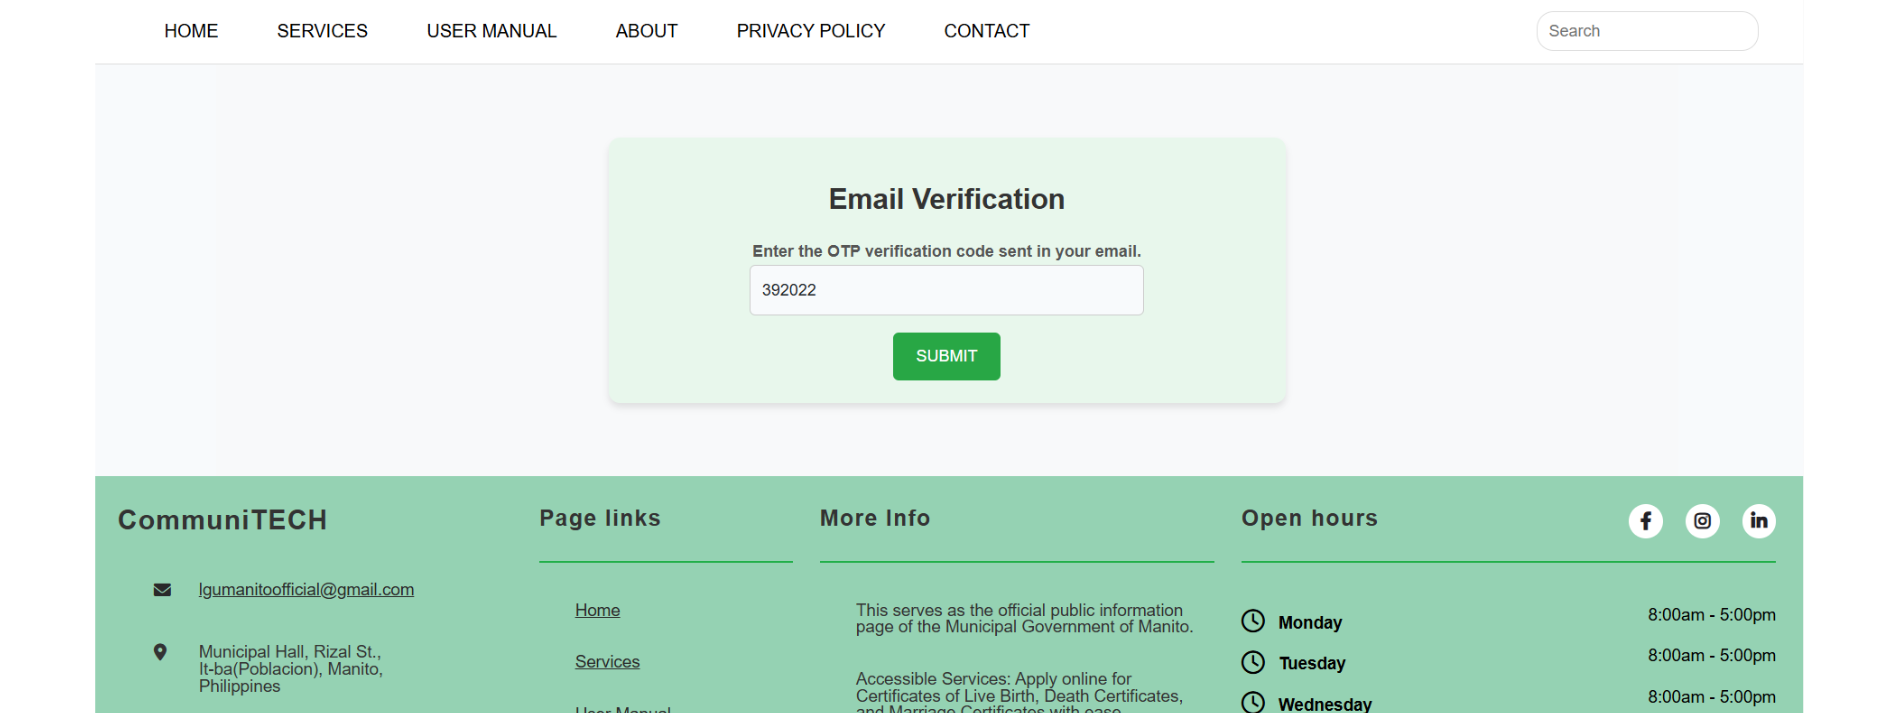 HOME SERVICES USER MANUAL ABOUT PRIVACY POLICY CONTACT Search
Email Verification
Enter the OTP verification code sent in your email.
392022
SUBMIT
CommuniTECH
lgumanitoofficial@gmail.com
Municipal Hall, Rizal St.,
It-ba(Poblacion), Manito,
Philippines
Page links
Home
Services
User Manual
More Info
This serves as the official public information
page of the Municipal Government of Manito.
Accessible Services: Apply online for
Certificates of Live Birth, Death Certificates,
and Marriage Certificates with ease.
Open hours
Monday 8:00am - 5:00pm
Tuesday 8:00am - 5:00pm
Wednesday 8:00am - 5:00pm